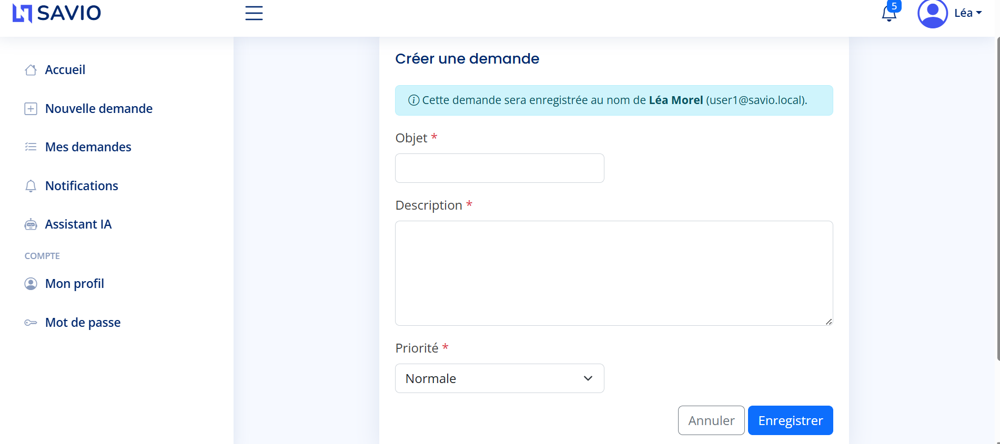 SAVIO
5
Léa
Accueil
Nouvelle demande
Mes demandes
Notifications
Assistant IA
COMPTE
Mon profil
Mot de passe
Créer une demande
Cette demande sera enregistrée au nom de Léa Morel (user1@savio.local).
Objet *
Description *
Priorité *
Normale
Annuler
Enregistrer